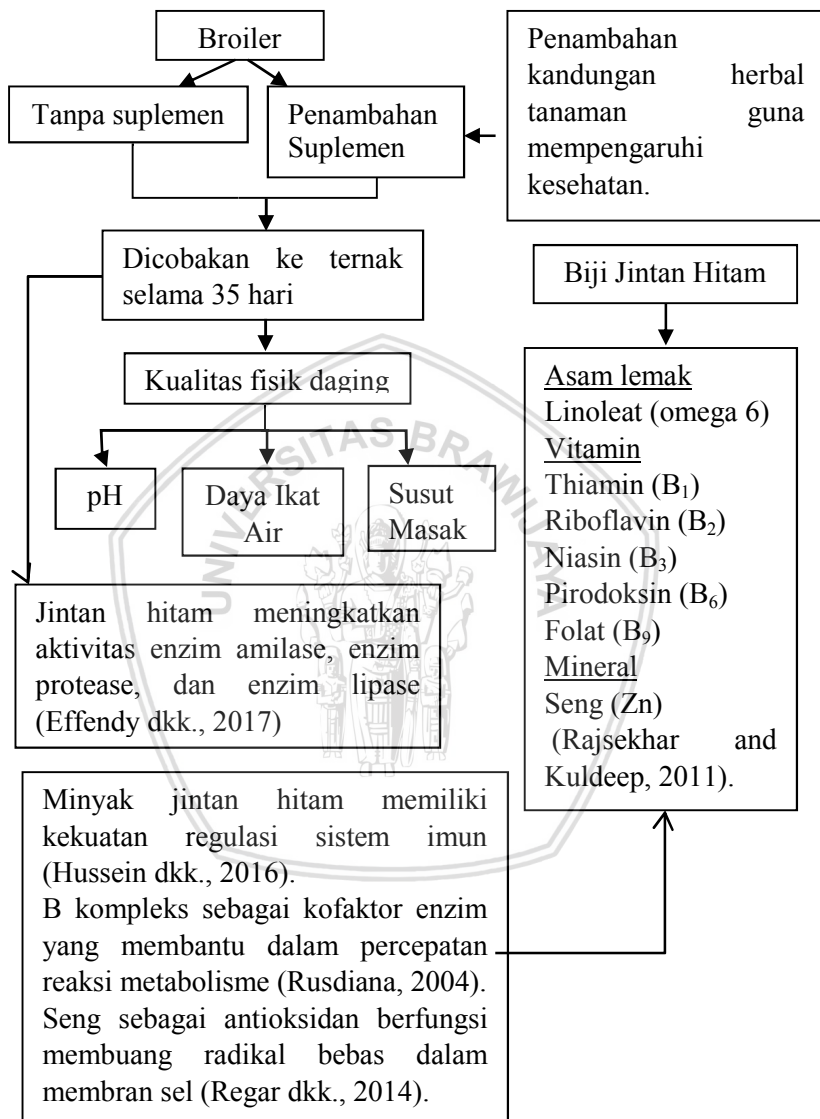 Broiler
Tanpa suplemen
Penambahan
Suplemen
Penambahan
kandungan herbal
tanaman guna
mempengaruhi
kesehatan.
Dicobakan ke ternak
selama 35 hari
Kualitas fisik daging
pH
Daya Ikat
Air
Susut
Masak
Jintan hitam meningkatkan
aktivitas enzim amilase, enzim
protease, dan enzim lipase
(Effendy dkk., 2017)
Biji Jintan Hitam
Asam lemak
Linoleat (omega 6)
Vitamin
Thiamin (B₁)
Riboflavin (B₂)
Niasin (B₃)
Pirodoksin (B₆)
Folat (B₉)
Mineral
Seng (Zn)
(Rajsekhar and
Kuldeep, 2011).
Minyak jintan hitam memiliki
kekuatan regulasi sistem imun
(Hussein dkk., 2016).
B kompleks sebagai kofaktor enzim
yang membantu dalam percepatan
reaksi metabolisme (Rusdiana, 2004).
Seng sebagai antioksidan berfungsi
membuang radikal bebas dalam
membran sel (Regar dkk., 2014).
UNIVERSITAS BRAWIJAYA